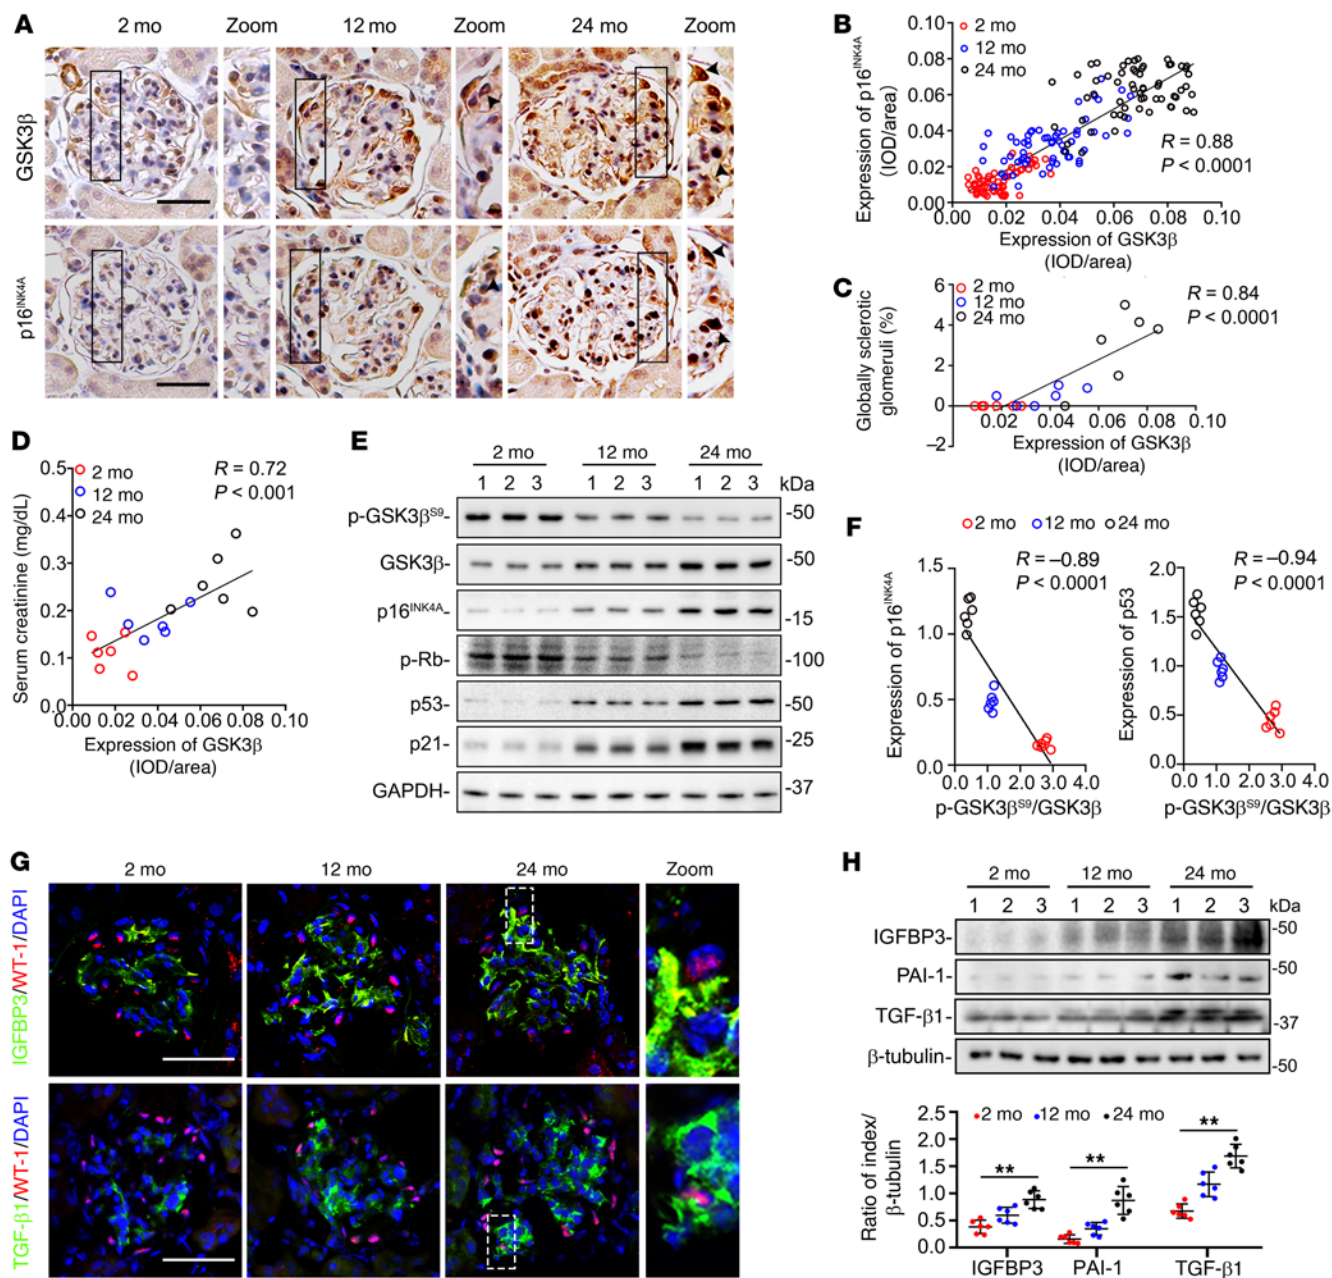 A
2 mo Zoom 12 mo Zoom 24 mo Zoom
GSK3β
p16^INK4A
B
2 mo
12 mo
24 mo
Expression of p16^INK4A
(IOD/area)
0.10
0.08
0.06
0.04
0.02
0.00
R = 0.88
P < 0.0001
0.00 0.02 0.04 0.06 0.08 0.10
Expression of GSK3β
(IOD/area)
C
2 mo
12 mo
24 mo
Globally sclerotic
glomeruli (%)
6
4
2
0
−2
R = 0.84
P < 0.0001
0.02 0.04 0.06 0.08 0.10
Expression of GSK3β
(IOD/area)
D
2 mo
12 mo
24 mo
Serum creatinine (mg/dL)
0.5
0.4
0.3
0.2
0.1
0.0
R = 0.72
P < 0.001
0.00 0.02 0.04 0.06 0.08 0.10
Expression of GSK3β
(IOD/area)
E
2 mo 12 mo 24 mo
1 2 3 1 2 3 1 2 3 kDa
p-GSK3β^S9- -50
GSK3β- -50
p16^INK4A- -15
p-Rb- -100
p53- -50
p21- -25
GAPDH- -37
F
2 mo 12 mo 24 mo
Expression of p16^INK4A
1.5
1.0
0.5
0.0
R = −0.89
P < 0.0001
0.0 1.0 2.0 3.0 4.0
p-GSK3β^S9/GSK3β
Expression of p53
2.0
1.5
1.0
0.5
0.0
R = −0.94
P < 0.0001
0.0 1.0 2.0 3.0 4.0
p-GSK3β^S9/GSK3β
G
2 mo 12 mo 24 mo Zoom
IGFBP3/WT-1/DAPI
TGF-β1/WT-1/DAPI
H
2 mo 12 mo 24 mo
1 2 3 1 2 3 1 2 3 kDa
IGFBP3- -50
PAI-1- -50
TGF-β1- -37
β-tubulin- -50
2 mo 12 mo 24 mo
Ratio of index/
β-tubulin
2.5
2.0
1.5
1.0
0.5
0.0
** ** **
IGFBP3 PAI-1 TGF-β1